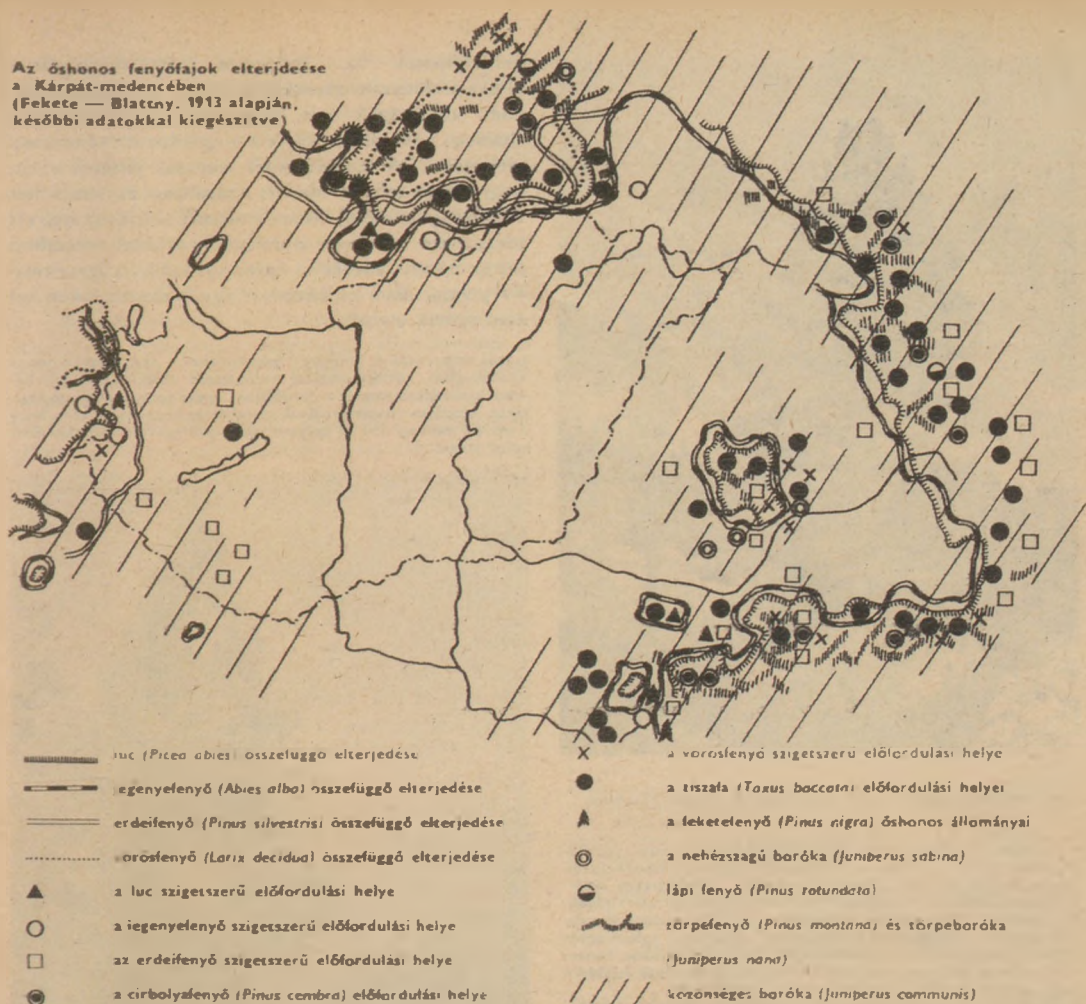 Az őshonos fenyőfajok elterjdeése
a Kárpát-medencében
(Fekete — Blattny. 1913 alapján,
későbbi adatokkal kiegészítve)
luc (Picea abies) összefüggő elterjedése
jegenyefenyő (Abies alba) összefüggő elterjedése
erdeifenyő (Pinus silvestris) összefüggő elterjedése
vörösfenyő (Larix decidua) összefüggő elterjedése
a luc szigetszerű előfordulási helye
a jegenyefenyő szigetszerű előfordulási helye
az erdeifenyő szigetszerű előfordulási helye
a cirbolyafenyő (Pinus cembra) előfordulási helye
a vörösfenyő szigetszerű előfordulási helye
a tiszafa (Taxus baccata) előfordulási helyei
a feketefenyő (Pinus nigra) őshonos állományai
a nehézszagú boróka (Juniperus sabina)
lápi fenyő (Pinus rotundata)
törpefenyő (Pinus montana) és törpeboróka
(Juniperus nana)
közönséges boróka (Juniperus communis)